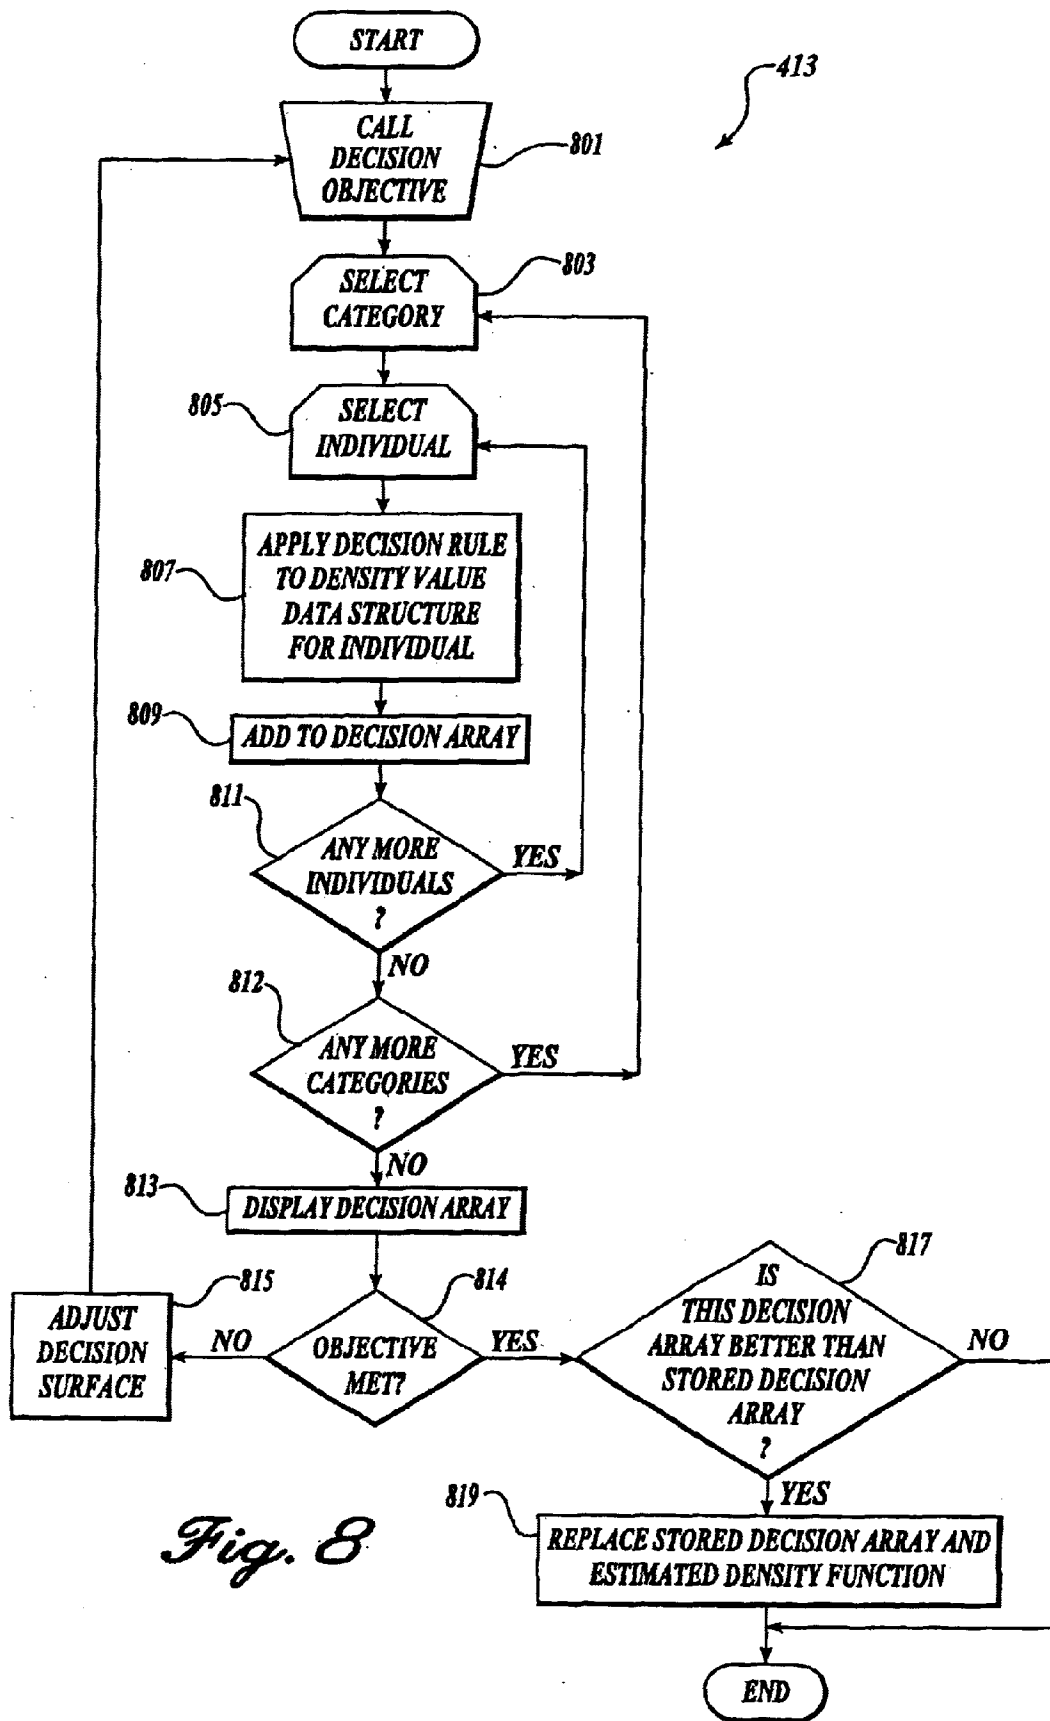 START
413
CALL
DECISION
OBJECTIVE
801
SELECT
CATEGORY
803
805
SELECT
INDIVIDUAL
807
APPLY DECISION RULE
TO DENSITY VALUE
DATA STRUCTURE
FOR INDIVIDUAL
809
ADD TO DECISION ARRAY
811
ANY MORE
INDIVIDUALS
?
YES
NO
812
ANY MORE
CATEGORIES
?
YES
NO
813
DISPLAY DECISION ARRAY
815
ADJUST
DECISION
SURFACE
NO
814
OBJECTIVE
MET?
YES
817
IS
THIS DECISION
ARRAY BETTER THAN
STORED DECISION
ARRAY
?
NO
YES
819
REPLACE STORED DECISION ARRAY AND
ESTIMATED DENSITY FUNCTION
END
Fig. 8